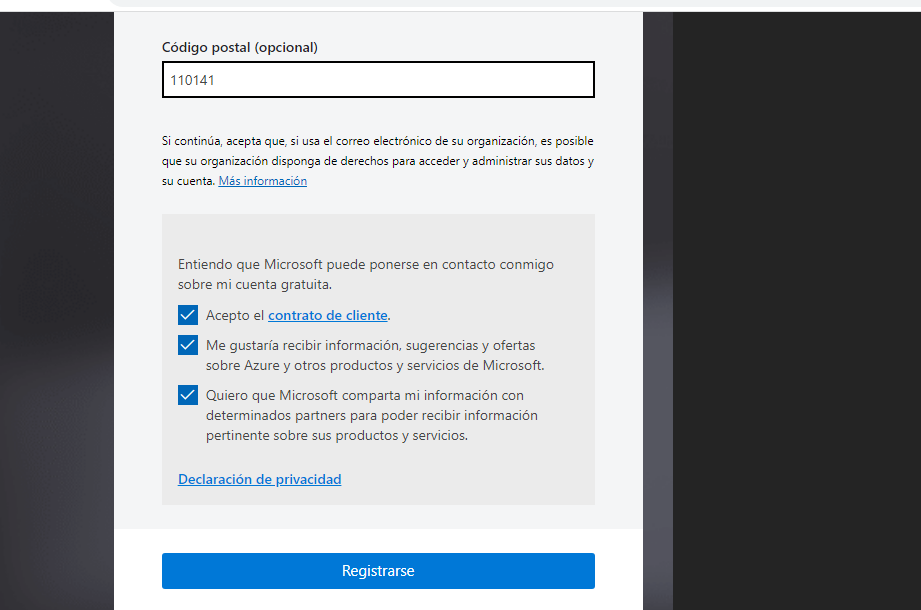 Código postal (opcional)
110141
Si continúa, acepta que, si usa el correo electrónico de su organización, es posible
que su organización disponga de derechos para acceder y administrar sus datos y
su cuenta. Más información
Entiendo que Microsoft puede ponerse en contacto conmigo
sobre mi cuenta gratuita.
Acepto el contrato de cliente.
Me gustaría recibir información, sugerencias y ofertas
sobre Azure y otros productos y servicios de Microsoft.
Quiero que Microsoft comparta mi información con
determinados partners para poder recibir información
pertinente sobre sus productos y servicios.
Declaración de privacidad
Registrarse